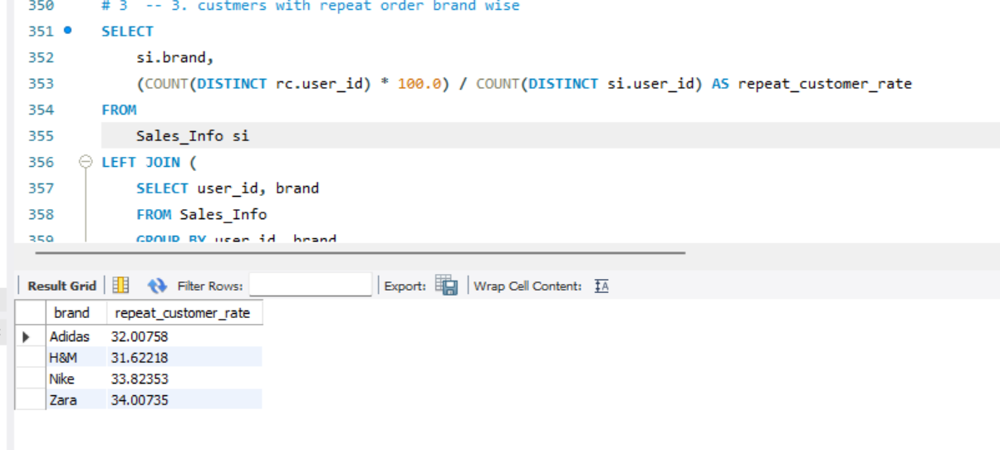 350 # 3 -- 3. custmers with repeat order brand wise
351 SELECT
352 si.brand,
353 (COUNT(DISTINCT rc.user_id) * 100.0) / COUNT(DISTINCT si.user_id) AS repeat_customer_rate
354 FROM
355 Sales_Info si
356 LEFT JOIN (
357 SELECT user_id, brand
358 FROM Sales_Info
359 GROUP BY user_id, brand
Result Grid Filter Rows: Export: Wrap Cell Content: IA
brand repeat_customer_rate
Adidas 32.00758
H&M 31.62218
Nike 33.82353
Zara 34.00735